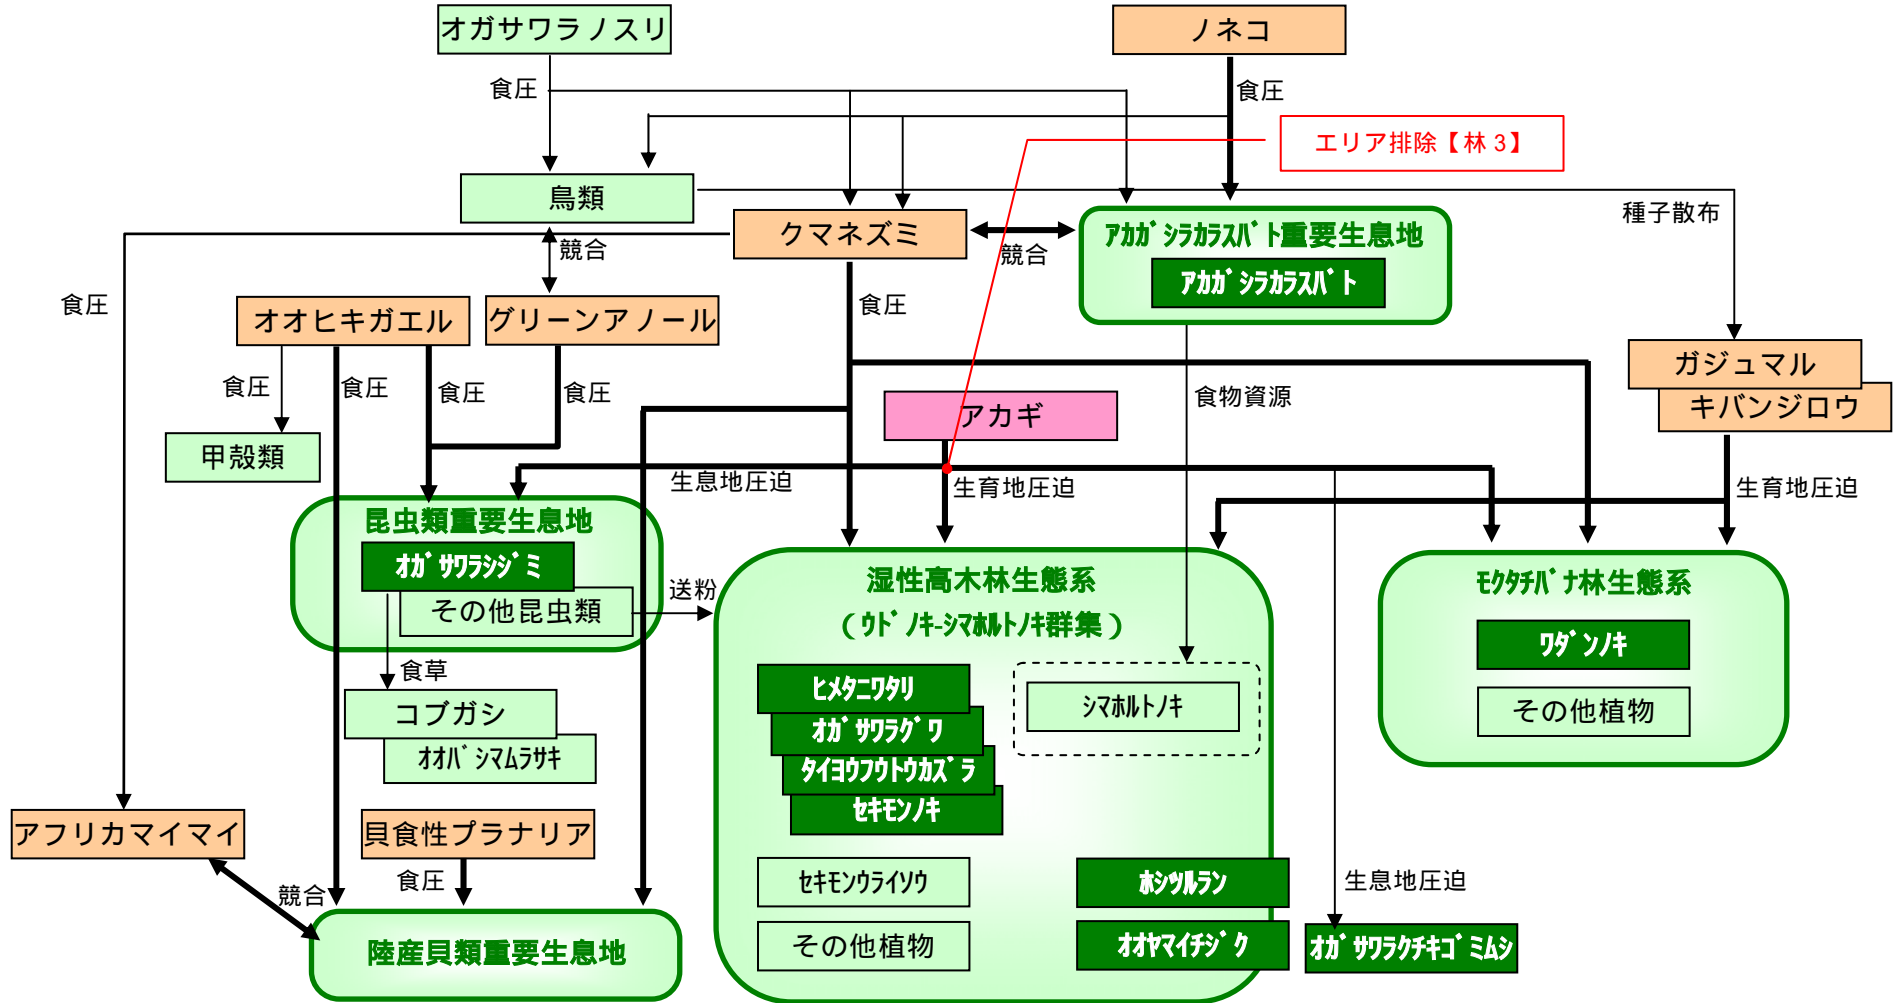 オガサワラノスリ
ノネコ
食圧
食圧
エリア排除【林3】
鳥類
種子散布
クマネズミ
競合
競合
ｱｶｶﾞｼﾗｶﾗｽﾊﾞﾄ重要生息地
ｱｶｶﾞｼﾗｶﾗｽﾊﾞﾄ
食圧
オオヒキガエル
グリーンアノール
食圧
ガジュマル
キバンジロウ
食圧
食圧
食圧
食圧
食物資源
アカギ
甲殻類
生息地圧迫
生育地圧迫
生育地圧迫
昆虫類重要生息地
ｵｶﾞｻﾜﾗｼｼﾞﾐ
その他昆虫類
送粉
湿性高木林生態系
（ｳﾄﾞﾉｷ-ｼﾏﾎﾙﾄﾉｷ群集）
ﾓｸﾀﾁﾊﾞﾅ林生態系
ﾜﾀﾞﾝﾉｷ
その他植物
食草
コブガシ
ｵｵﾊﾞｼﾏﾑﾗｻｷ
ﾋﾒﾀﾆﾜﾀﾘ
ｵｶﾞｻﾜﾗｸﾞﾜ
ﾀｲﾖｳﾌｳﾄｳｶｽﾞﾗ
ｾｷﾓﾝﾉｷ
ｼﾏﾎﾙﾄﾉｷ
アフリカマイマイ
貝食性プラナリア
競合
食圧
ｾｷﾓﾝｳﾗｲｿｳ
ﾎｼﾂﾙﾗﾝ
生息地圧迫
陸産貝類重要生息地
その他植物
ｵｵﾔﾏｲﾁｼﾞｸ
ｵｶﾞｻﾜﾗｸﾁｷｺﾞﾐﾑｼ